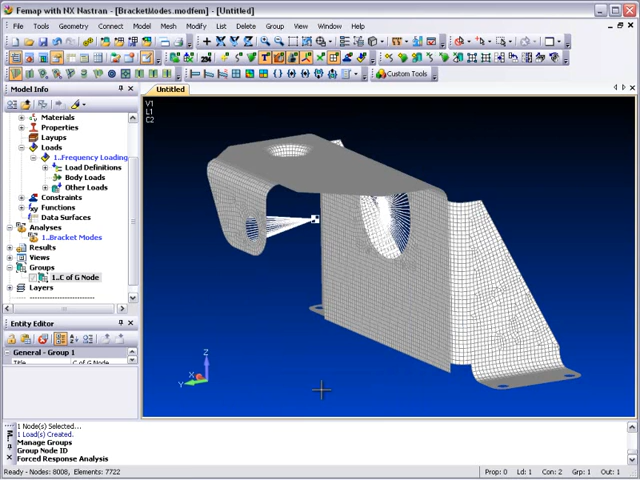 Femap with NX Nastran - [BracketModes.modfem] - [Untitled]
File Tools Geometry Connect Model Mesh Modify List Delete Group View Window Help
Custom Tools
Model Info
Untitled
Materials
Properties
Layups
Loads
1..Frequency Loading
Load Definitions
Body Loads
Other Loads
Constraints
Functions
Data Surfaces
Analyses
1..Bracket Modes
Results
Views
Groups
1..C of G Node
Layers
V1
L1
C2
Z
X
Y
Entity Editor
General - Group 1
Title C of G Node
1 Node(s) Selected...
1 Load(s) Created.
Manage Groups
Group Node ID
Forced Response Analysis
Ready - Nodes: 8008, Elements: 7722
Prop: 0 Ld: 1 Con: 2 Grp: 1 Out: 1